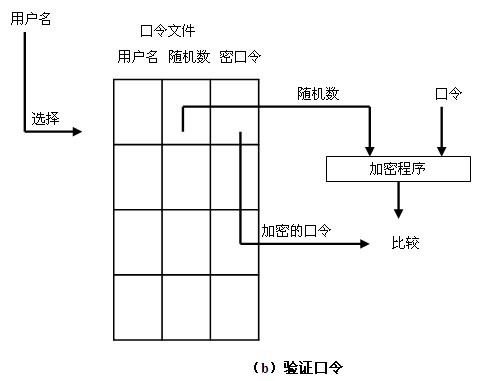 用户名
口令文件
用户名 随机数 密口令
随机数
口令
选择
加密程序
加密的口令
比较
（b）验证口令